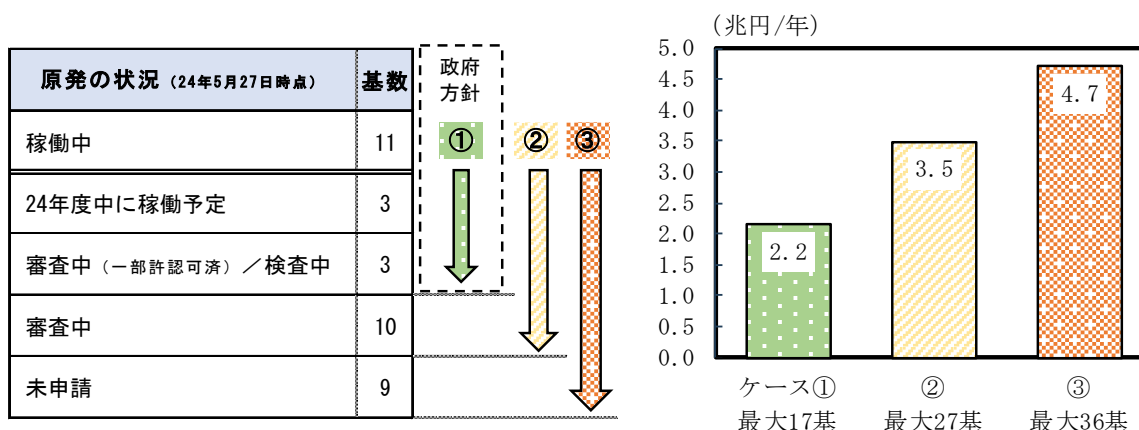 原発の状況（24年5月27日時点） 基数
政府
方針
稼働中 11
① ② ③
24年度中に稼働予定 3
審査中（一部許認可済）／検査中 3
審査中 10
未申請 9
(兆円/年)
5.0
4.5
4.0
3.5
3.0
2.5
2.0
1.5
1.0
0.5
0.0
2.2
3.5
4.7
ケース① ② ③
最大17基 最大27基 最大36基